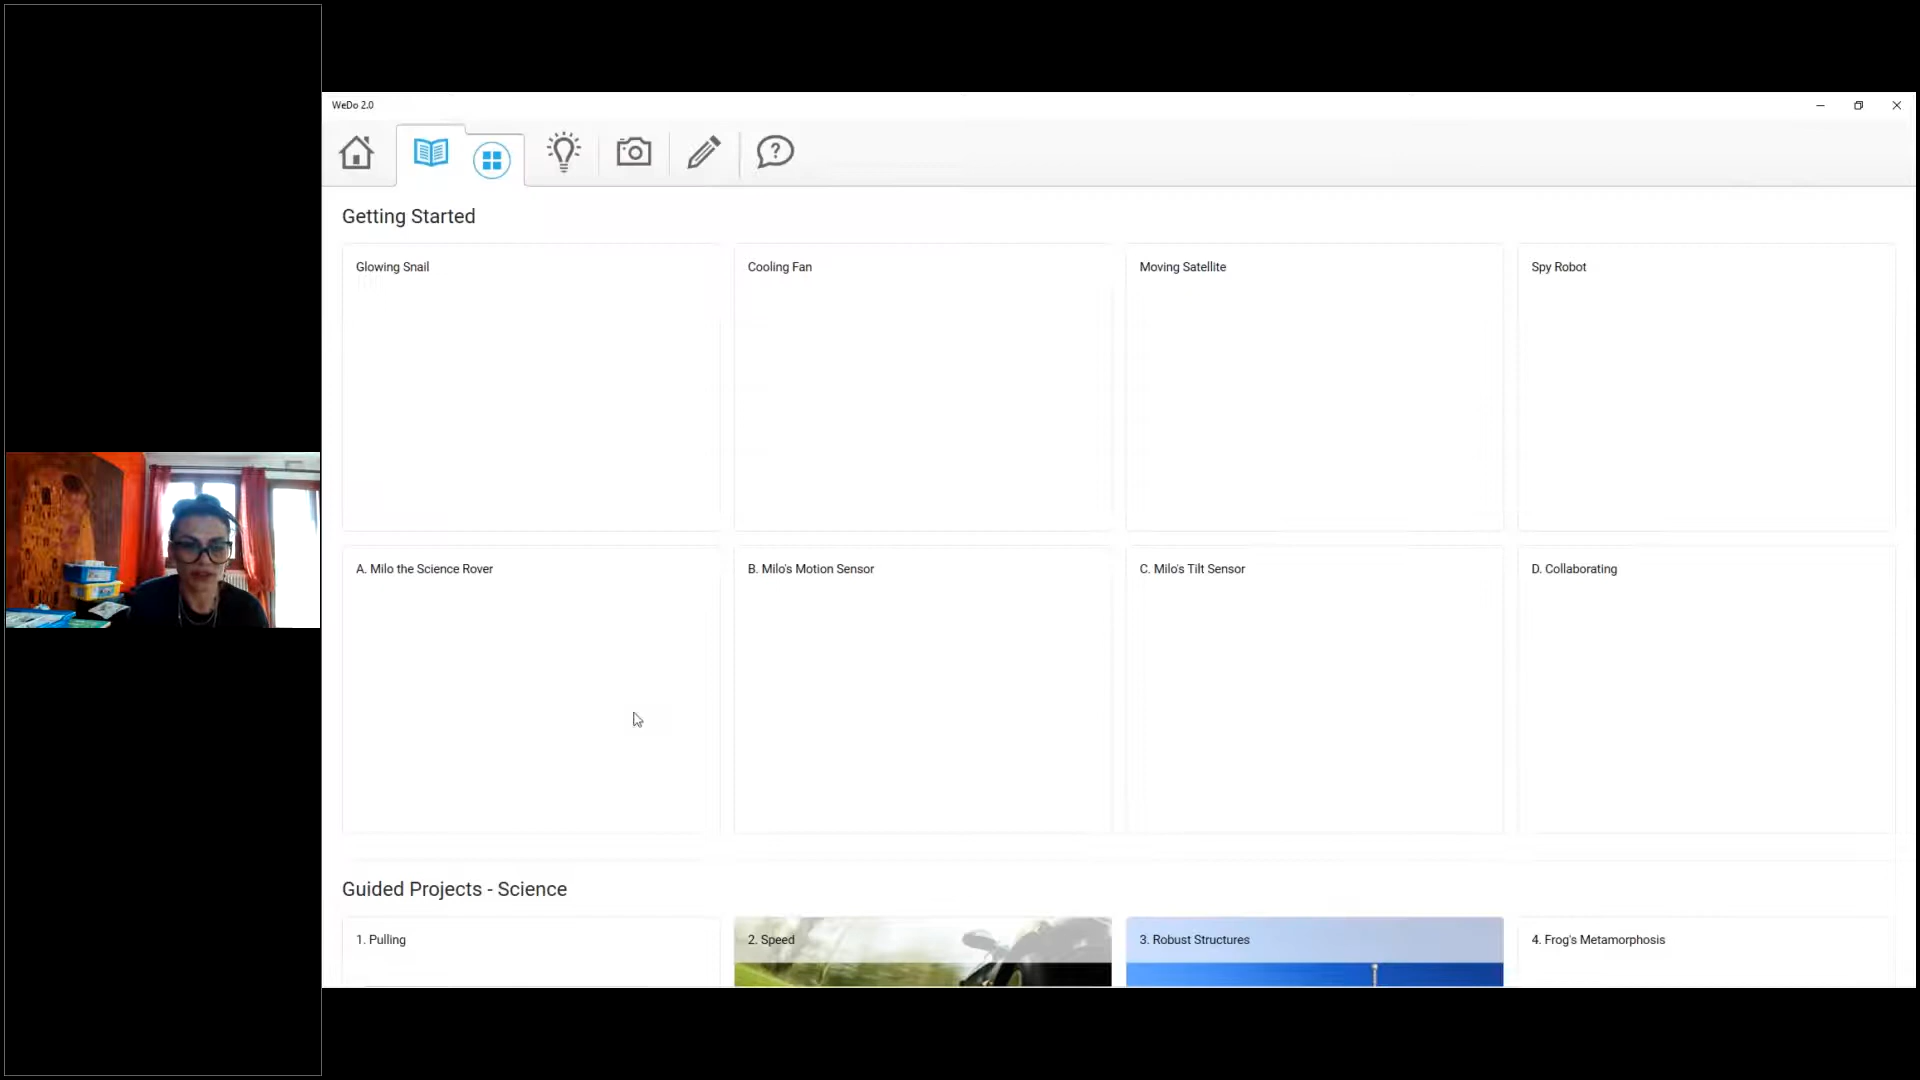 WeDo 2.0
Getting Started
Glowing Snail
Cooling Fan
Moving Satellite
Spy Robot
A. Milo the Science Rover
B. Milo's Motion Sensor
C. Milo's Tilt Sensor
D. Collaborating
Guided Projects - Science
1. Pulling
2. Speed
3. Robust Structures
4. Frog's Metamorphosis